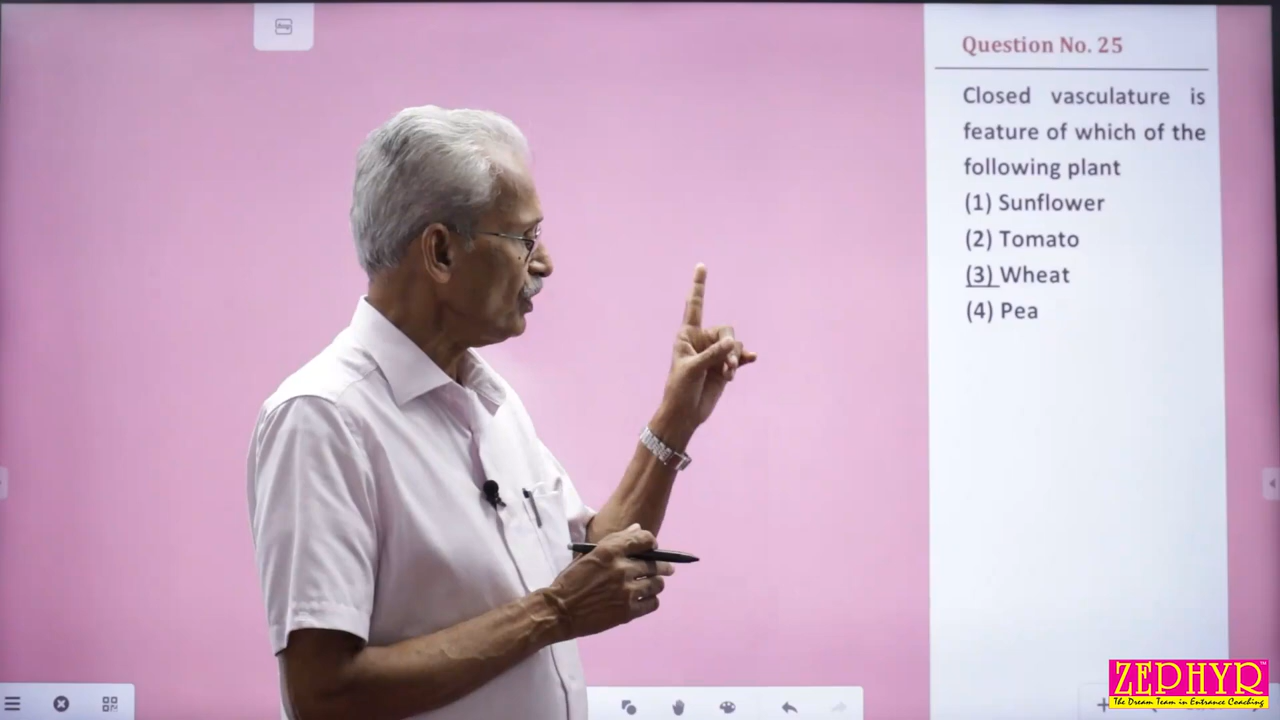 Question No. 25
Closed vasculature is
feature of which of the
following plant
(1) Sunflower
(2) Tomato
(3) Wheat
(4) Pea
ZEPHYR™
The Dream Team in Entrance Coaching